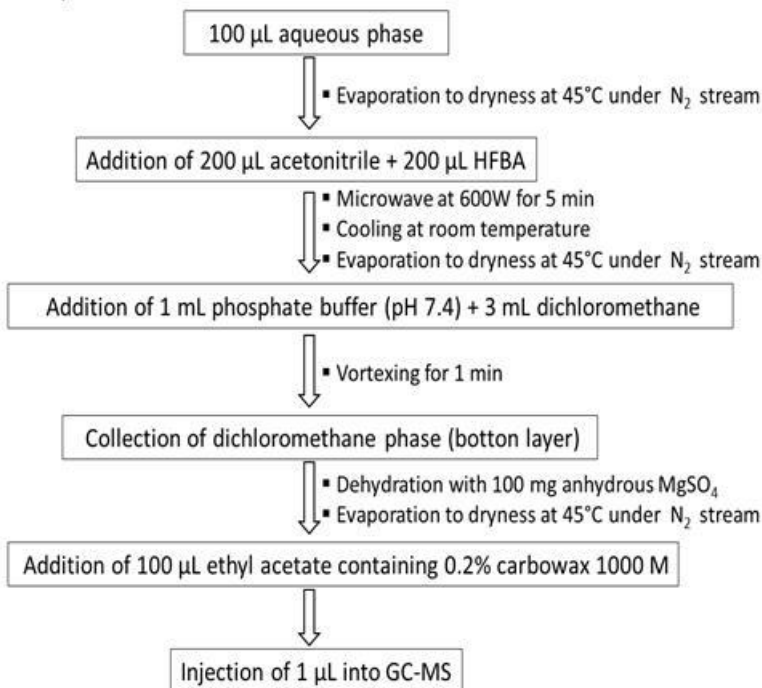 100 µL aqueous phase
▪ Evaporation to dryness at 45°C under N₂ stream
Addition of 200 µL acetonitrile + 200 µL HFBA
▪ Microwave at 600W for 5 min
▪ Cooling at room temperature
▪ Evaporation to dryness at 45°C under N₂ stream
Addition of 1 mL phosphate buffer (pH 7.4) + 3 mL dichloromethane
▪ Vortexing for 1 min
Collection of dichloromethane phase (botton layer)
▪ Dehydration with 100 mg anhydrous MgSO₄
▪ Evaporation to dryness at 45°C under N₂ stream
Addition of 100 µL ethyl acetate containing 0.2% carbowax 1000 M
Injection of 1 µL into GC-MS